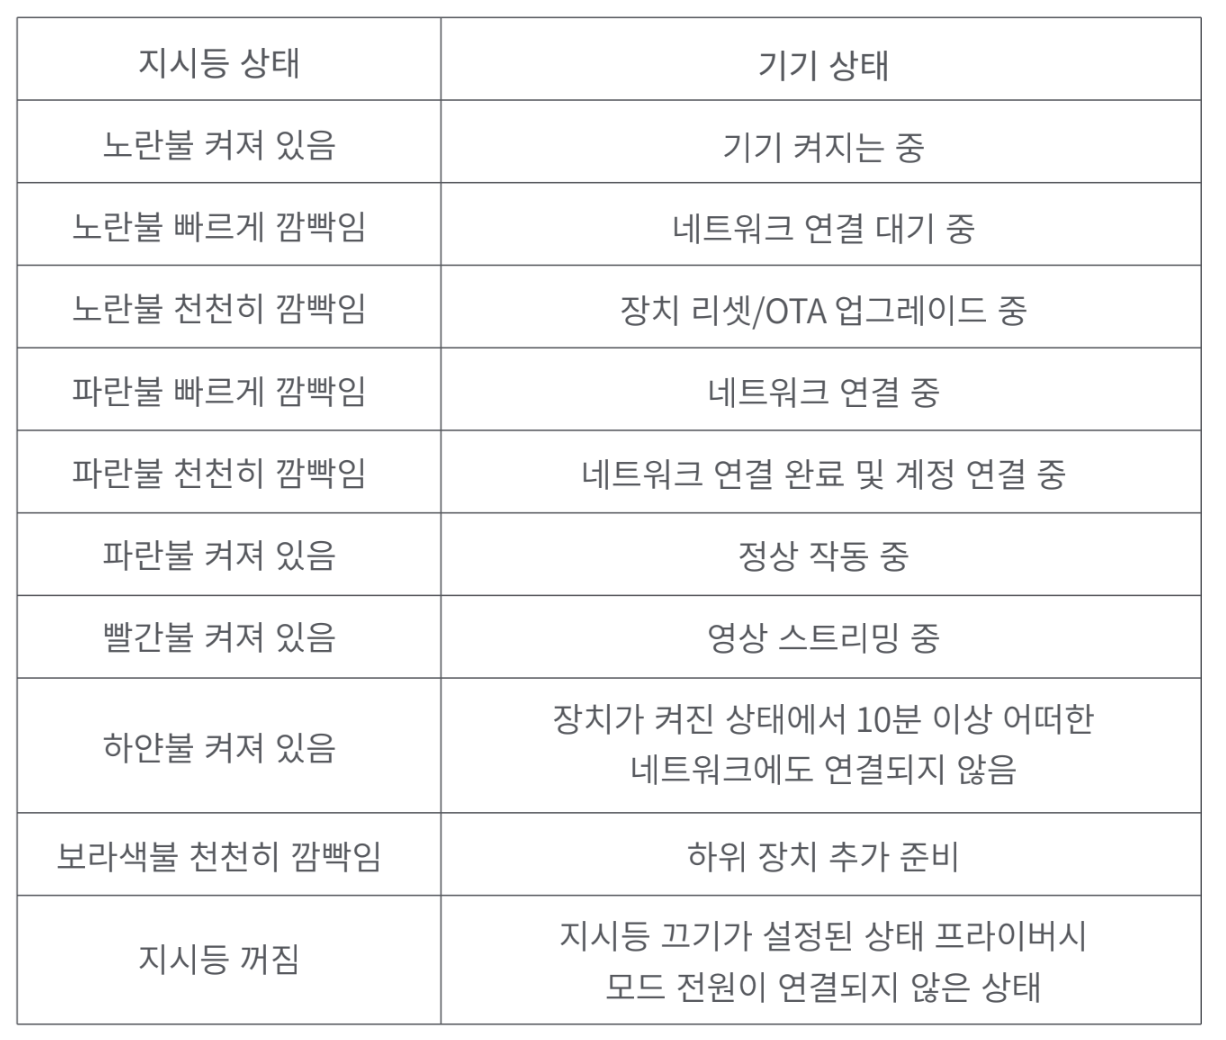 지시등 상태
기기 상태
노란불 켜져 있음
기기 켜지는 중
노란불 빠르게 깜빡임
네트워크 연결 대기 중
노란불 천천히 깜빡임
장치 리셋/OTA 업그레이드 중
파란불 빠르게 깜빡임
네트워크 연결 중
파란불 천천히 깜빡임
네트워크 연결 완료 및 계정 연결 중
파란불 켜져 있음
정상 작동 중
빨간불 켜져 있음
영상 스트리밍 중
하얀불 켜져 있음
장치가 켜진 상태에서 10분 이상 어떠한
네트워크에도 연결되지 않음
보라색불 천천히 깜빡임
하위 장치 추가 준비
지시등 꺼짐
지시등 끄기가 설정된 상태 프라이버시
모드 전원이 연결되지 않은 상태